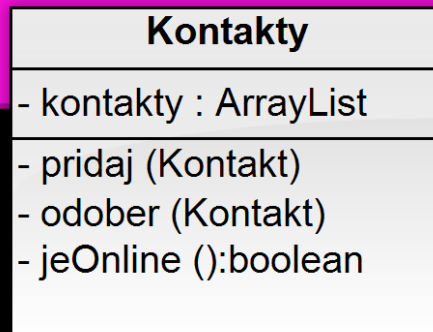 Kontakty
- kontakty : ArrayList
- pridaj (Kontakt)
- odober (Kontakt)
- jeOnline ():boolean